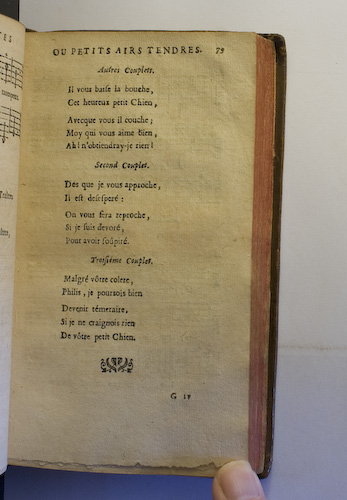 OU PETITS AIRS TENDRES. 75
Autres Couplets.
Il vous baise la bouche,
Cet heureux petit Chien,
Avecque vous il couche;
Moy qui vous aime bien,
Ah! n'obtiendray-je rien!
Second Couplet.
Dés que je vous approche,
Il est desesperé:
On vous fera reproche,
Si je suis devoré,
Pour avoir soûpiré.
Troisiéme Couplet.
Malgré vôtre colere,
Philis, je pourrois bien
Devenir témeraire,
Si je ne craignois rien
De vôtre petit Chien.
G iv